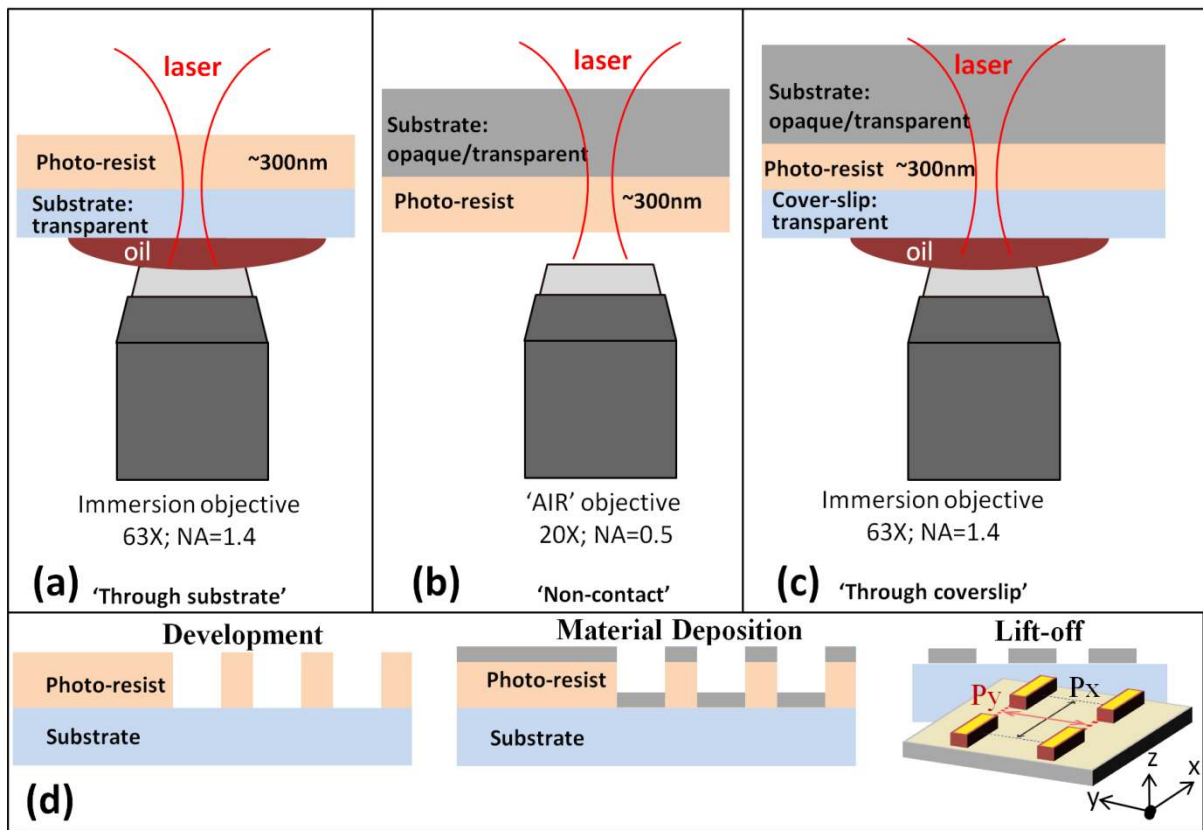 laser
Photo-resist ~300nm
Substrate:
transparent
oil
Immersion objective
63X; NA=1.4
(a)
'Through substrate'
laser
Substrate:
opaque/transparent
Photo-resist ~300nm
'AIR' objective
20X; NA=0.5
(b)
'Non-contact'
laser
Substrate:
opaque/transparent
Photo-resist ~300nm
Cover-slip:
transparent
oil
Immersion objective
63X; NA=1.4
(c)
'Through coverslip'
Development
Photo-resist
Substrate
Material Deposition
Photo-resist
Substrate
Lift-off
Py
Px
z
x
y
(d)